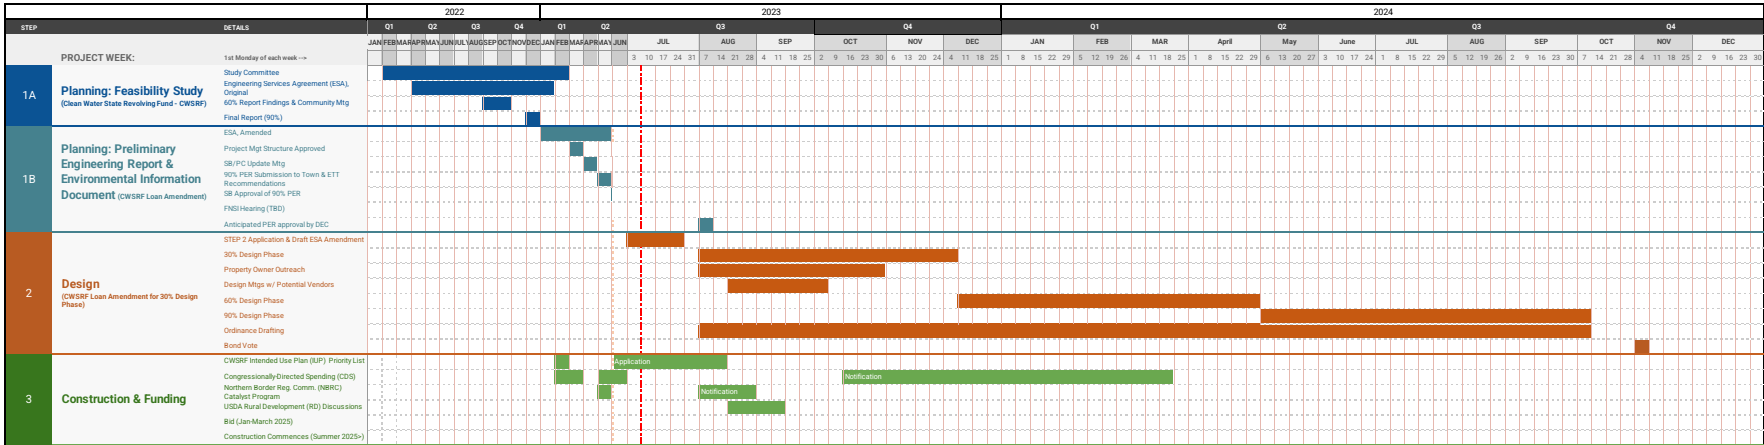 2022 2023 2024
STEP DETAILS Q1 Q2 Q3 Q4 Q1 Q2 Q3 Q4 Q1 Q2 Q3 Q4
JAN FEB MAR APR MAY JUN JULY AUG SEP OCT NOV DEC JAN FEB MAR APR MAY JUN JUL AUG SEP OCT NOV DEC JAN FEB MAR April May June JUL AUG SEP OCT NOV DEC
PROJECT WEEK: 1st Monday of each week --> 3 10 17 24 31 7 14 21 28 4 11 18 25 2 9 16 23 30 6 13 20 27 4 11 18 25 1 8 15 22 29 5 12 19 26 4 11 18 25 1 8 15 22 29 6 13 20 27 3 10 17 24 1 8 15 22 29 5 12 19 26 2 9 16 23 30 7 14 21 28 4 11 18 25 2 9 16 23 30
1A
Planning: Feasibility Study
(Clean Water State Revolving Fund - CWSRF)
Study Committee
Engineering Services Agreement (ESA),
Original
60% Report Findings & Community Mtg
Final Report (90%)
1B
Planning: Preliminary
Engineering Report &
Environmental Information
Document (CWSRF Loan Amendment)
ESA, Amended
Project Mgt Structure Approved
SB/PC Update Mtg
90% PER Submission to Town & ETT
Recommendations
SB Approval of 90% PER
FNSI Hearing (TBD)
Anticipated PER approval by DEC
2
Design
(CWSRF Loan Amendment for 30% Design
Phase)
STEP 2 Application & Draft ESA Amendment
30% Design Phase
Property Owner Outreach
Design Mtgs w/ Potential Vendors
60% Design Phase
90% Design Phase
Ordinance Drafting
Bond Vote
3
Construction & Funding
CWSRF Intended Use Plan (IUP) Priority List Application
Congressionally-Directed Spending (CDS) Notification
Northern Border Reg. Comm. (NBRC)
Catalyst Program Notification
USDA Rural Development (RD) Discussions
Bid (Jan-March 2025)
Construction Commences (Summer 2025>)